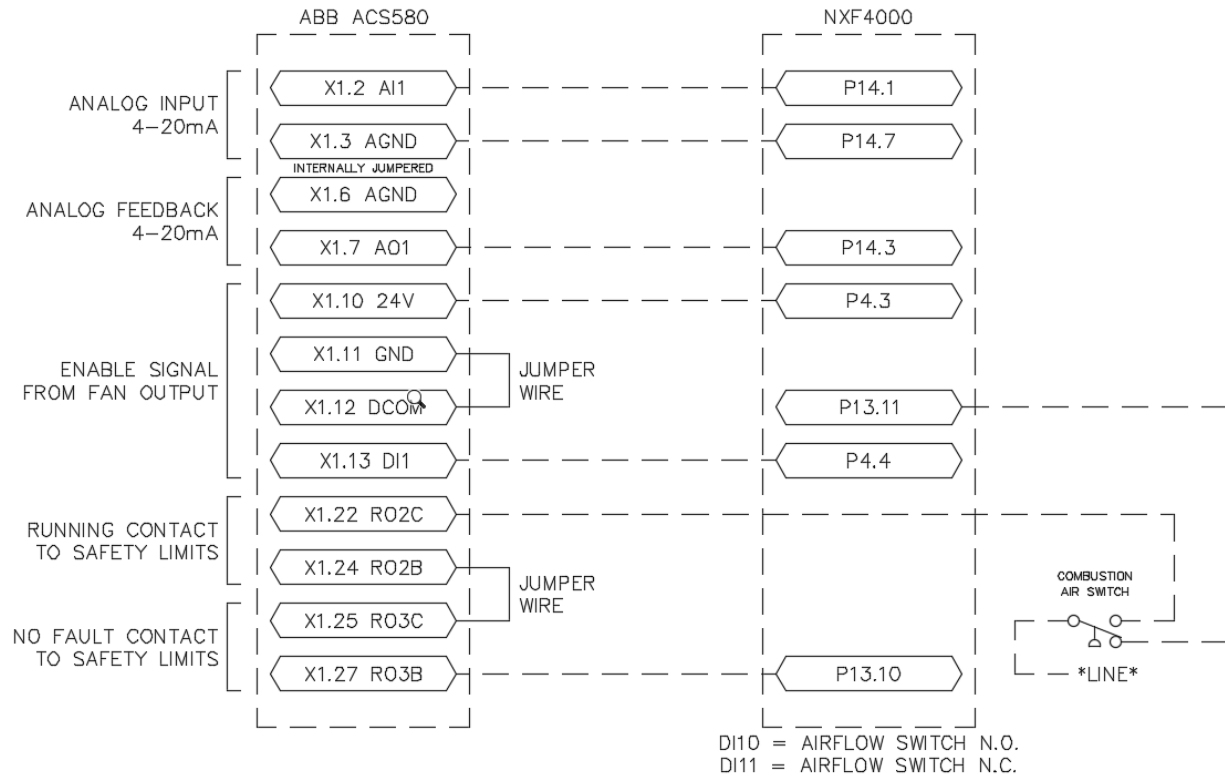 ABB ACS580
NXF4000
ANALOG INPUT
4-20mA
X1.2 AI1
P14.1
X1.3 AGND
P14.7
INTERNALLY JUMPERED
ANALOG FEEDBACK
4-20mA
X1.6 AGND
X1.7 AO1
P14.3
ENABLE SIGNAL
FROM FAN OUTPUT
X1.10 24V
P4.3
X1.11 GND
JUMPER
WIRE
X1.12 DCOM
P13.11
X1.13 DI1
P4.4
RUNNING CONTACT
TO SAFETY LIMITS
X1.22 RO2C
X1.24 RO2B
JUMPER
WIRE
COMBUSTION
AIR SWITCH
NO FAULT CONTACT
TO SAFETY LIMITS
X1.25 RO3C
X1.27 RO3B
P13.10
*LINE*
DI10 = AIRFLOW SWITCH N.O.
DI11 = AIRFLOW SWITCH N.C.